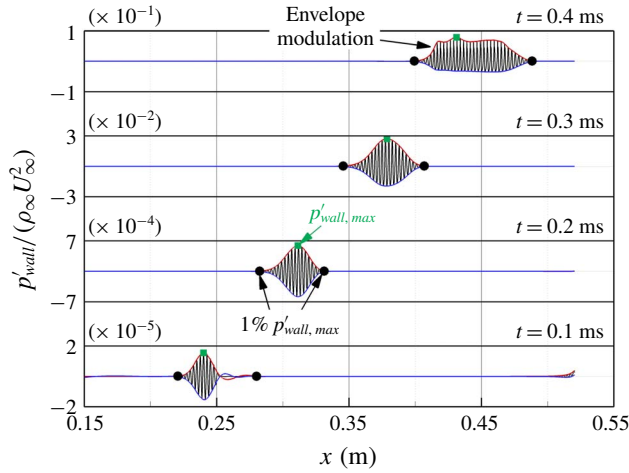 (× 10⁻¹) Envelope modulation t = 0.4 ms
1
−1
(× 10⁻²) t = 0.3 ms
3
−3
(× 10⁻⁴) t = 0.2 ms
7
p′wall, max
−7
1% p′wall, max
(× 10⁻⁵) t = 0.1 ms
2
−2
p′wall/(ρ∞U²∞)
0.15 0.25 0.35 0.45 0.55
x (m)